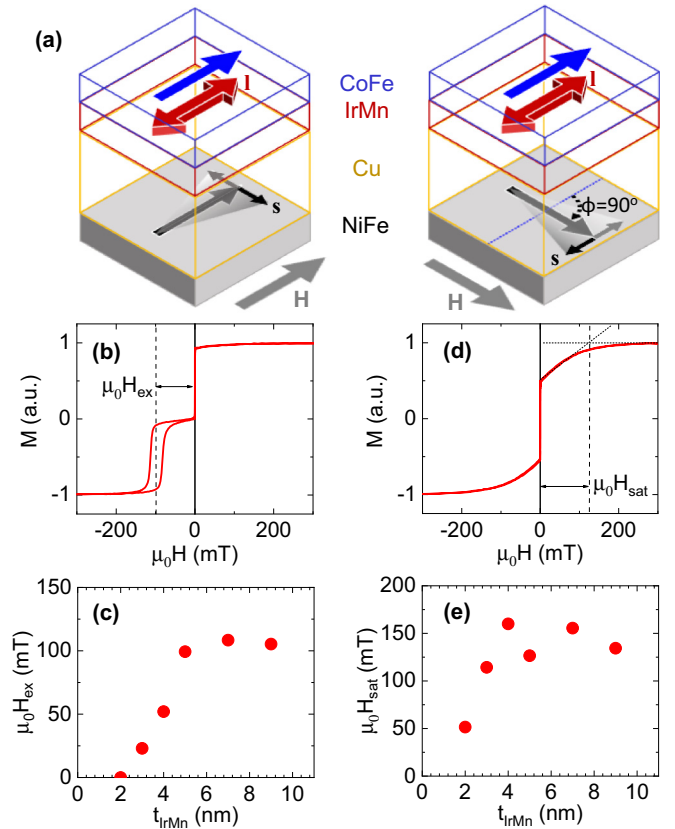 (a)
l
l
CoFe
IrMn
Cu
NiFe
s
ϕ=90º
s
H
H
(b)
1
0
-1
M (a.u.)
μ₀Hₑₓ
-200 0 200
μ₀H (mT)
(d)
1
0
-1
M (a.u.)
μ₀Hsat
-200 0 200
μ₀H (mT)
(c)
150
100
50
0
μ₀Hₑₓ (mT)
0 2 4 6 8 10
tIrMn (nm)
(e)
200
150
100
50
0
μ₀Hsat (mT)
0 2 4 6 8 10
tIrMn (nm)